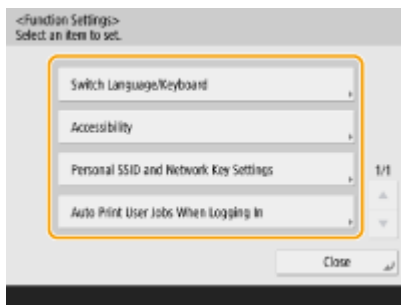 <Function Settings>
Select an item to set.
Switch Language/Keyboard
Accessibility
Personal SSID and Network Key Settings
1/1
Auto Print User Jobs When Logging In
Close